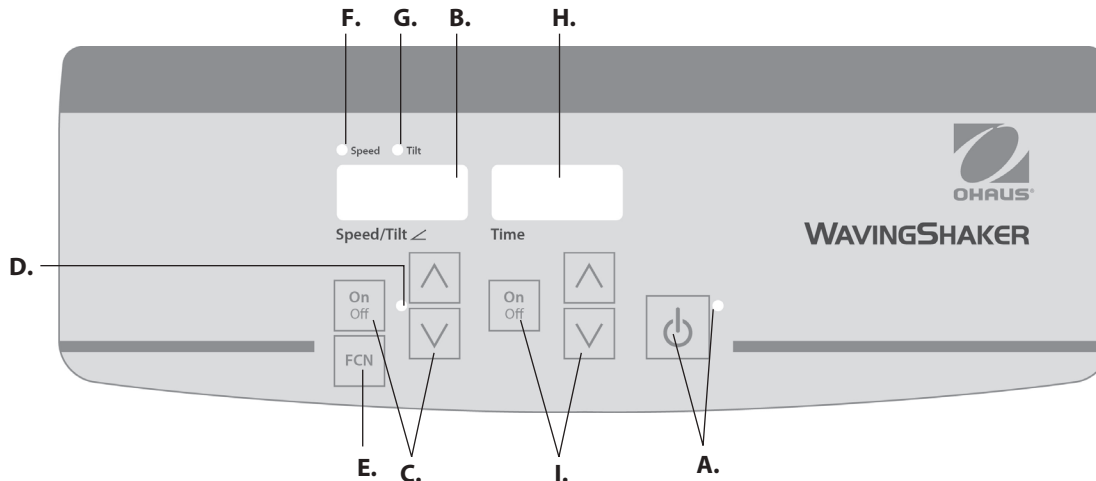 F. G. B. H.
Speed Tilt
OHAUS®
Speed/Tilt ∠ Time
WAVINGSHAKER
D.
On On
Off Off
FCN
E. C. I. A.